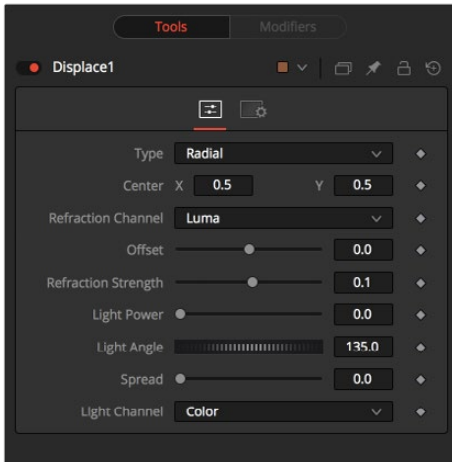 Tools Modifiers
Displace1
Type Radial
Center X 0.5 Y 0.5
Refraction Channel Luma
Offset 0.0
Refraction Strength 0.1
Light Power 0.0
Light Angle 135.0
Spread 0.0
Light Channel Color